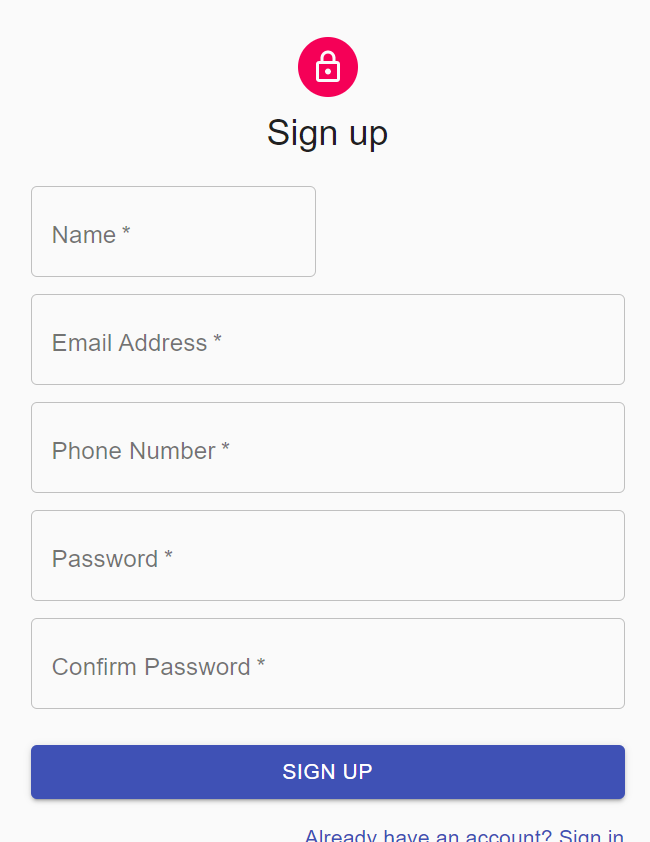 Sign up
Name *
Email Address *
Phone Number *
Password *
Confirm Password *
SIGN UP
Already have an account? Sign in